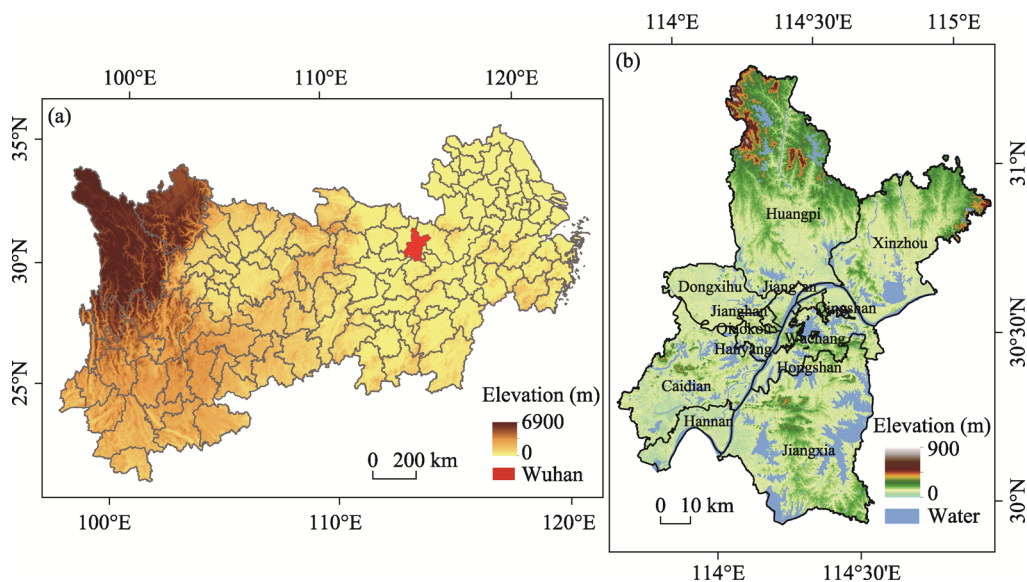 (a)
100°E
110°E
120°E
35°N
30°N
25°N
Elevation (m)
6900
0
0 200 km
Wuhan
100°E
110°E
120°E
(b)
114°E
114°30'E
115°E
31°N
30°30'N
30°N
Huangpi
Xinzhou
Dongxihu
Jiang'an
Jianghan
Qingshan
Qiaokou
Wuchang
Hanyang
Hongshan
Caidian
Hannan
Jiangxia
Elevation (m)
900
0
0 10 km
Water
114°E
114°30'E